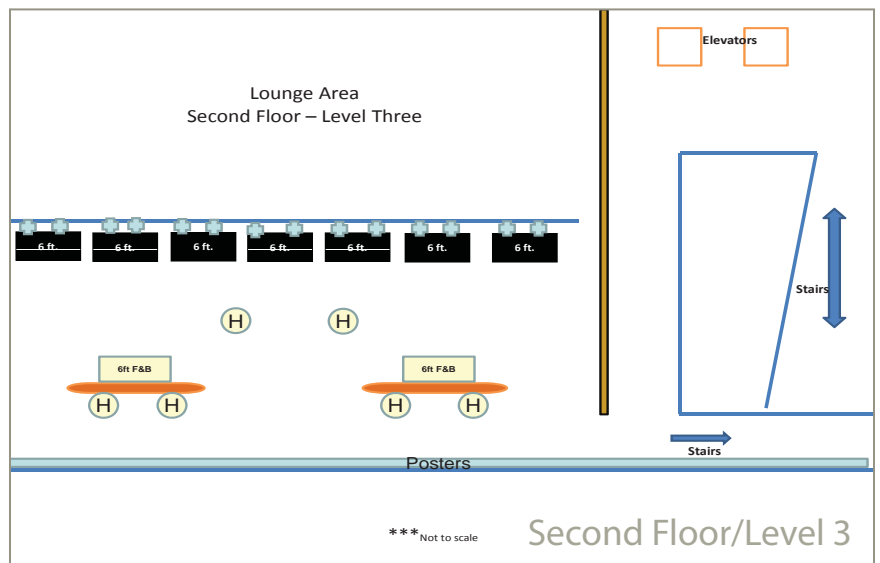 Elevators
Lounge Area
Second Floor – Level Three
6 ft.
6 ft.
6 ft.
6 ft.
6 ft.
6 ft.
6 ft.
Stairs
H
H
6ft F&B
6ft F&B
H
H
H
H
Stairs
Posters
***Not to scale
Second Floor/Level 3